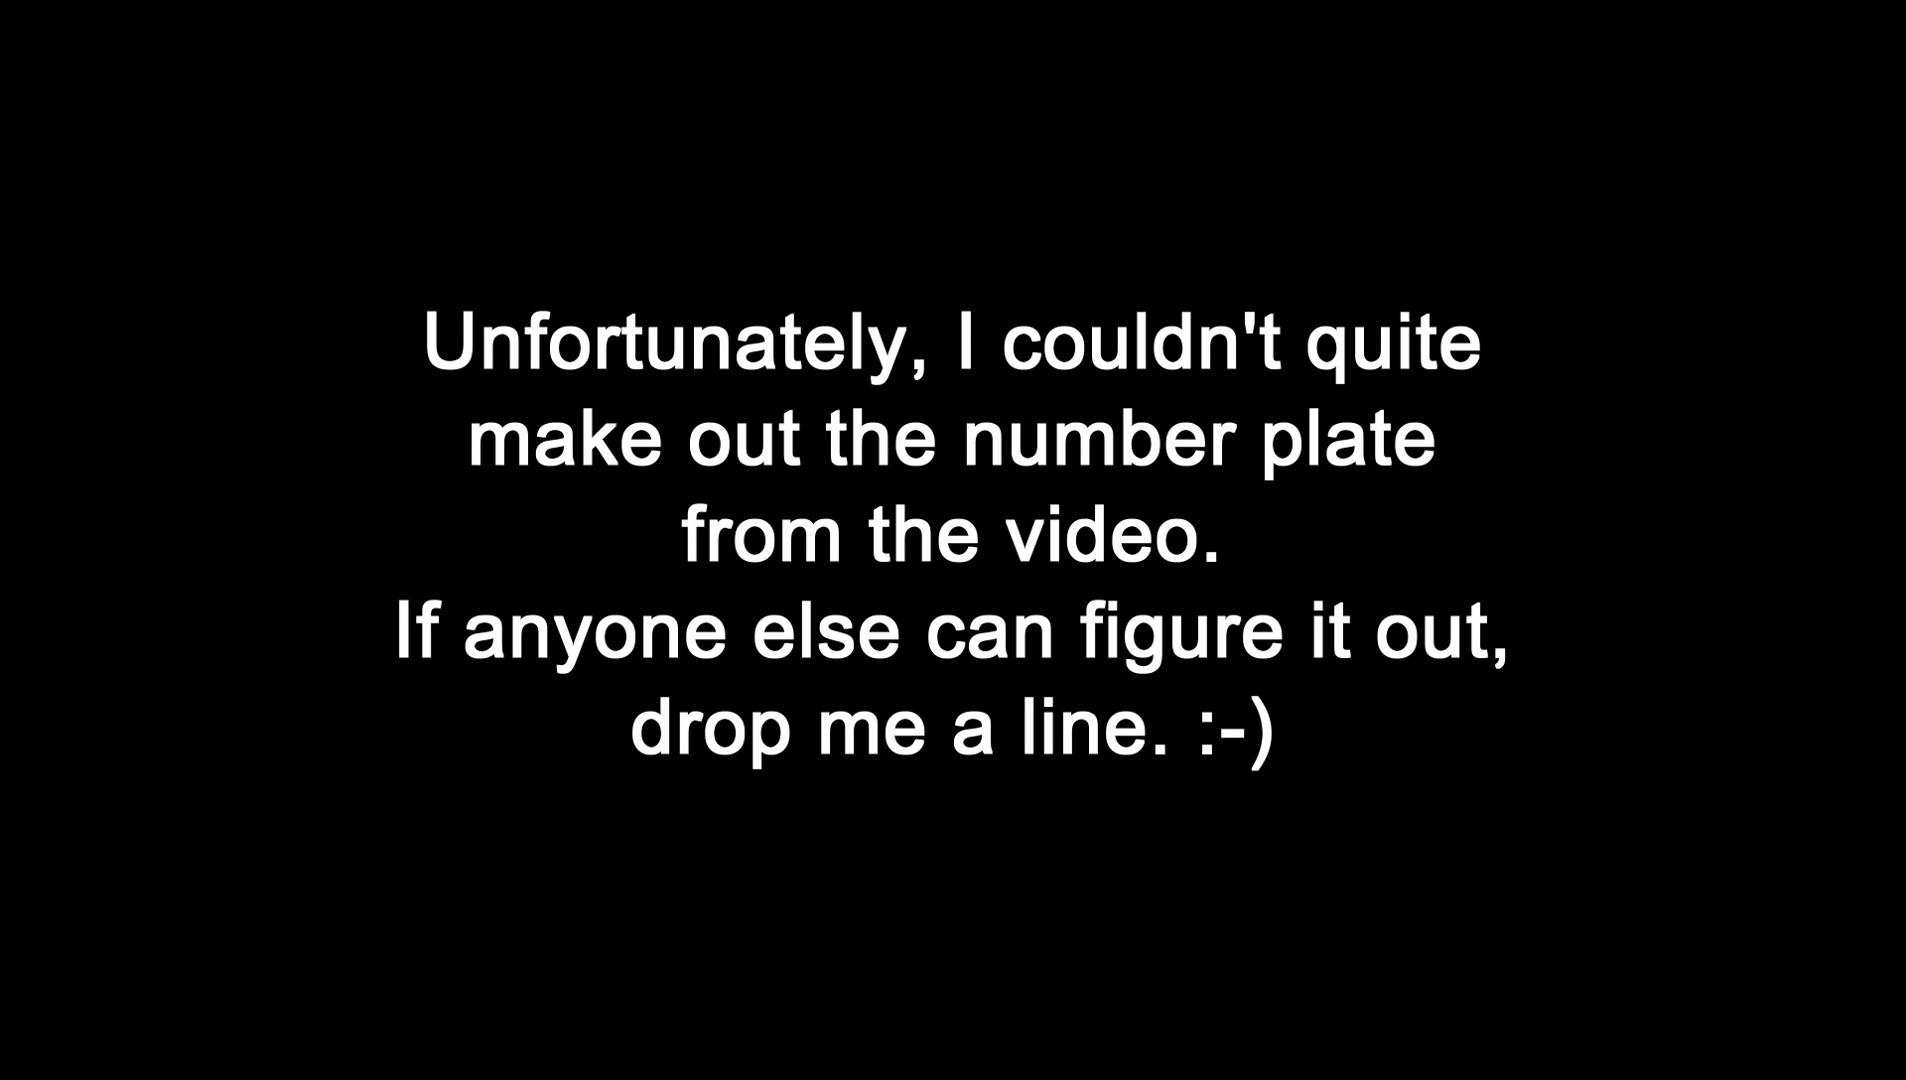 Unfortunately, I couldn't quite
make out the number plate
from the video.
If anyone else can figure it out,
drop me a line. :-)